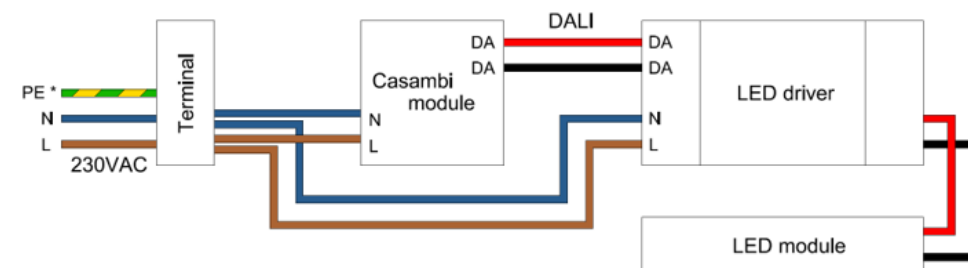 DALI
DA
DA
DA
DA
Casambi
module
LED driver
PE *
N
L
230VAC
Terminal
N
L
N
L
LED module